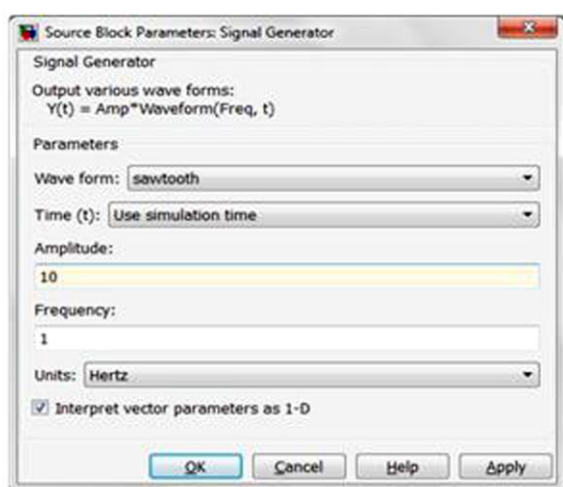 Source Block Parameters: Signal Generator
Signal Generator
Output various wave forms:
Y(t) = Amp*Waveform(Freq, t)
Parameters
Wave form: sawtooth
Time (t): Use simulation time
Amplitude:
10
Frequency:
1
Units: Hertz
Interpret vector parameters as 1-D
OK Cancel Help Apply